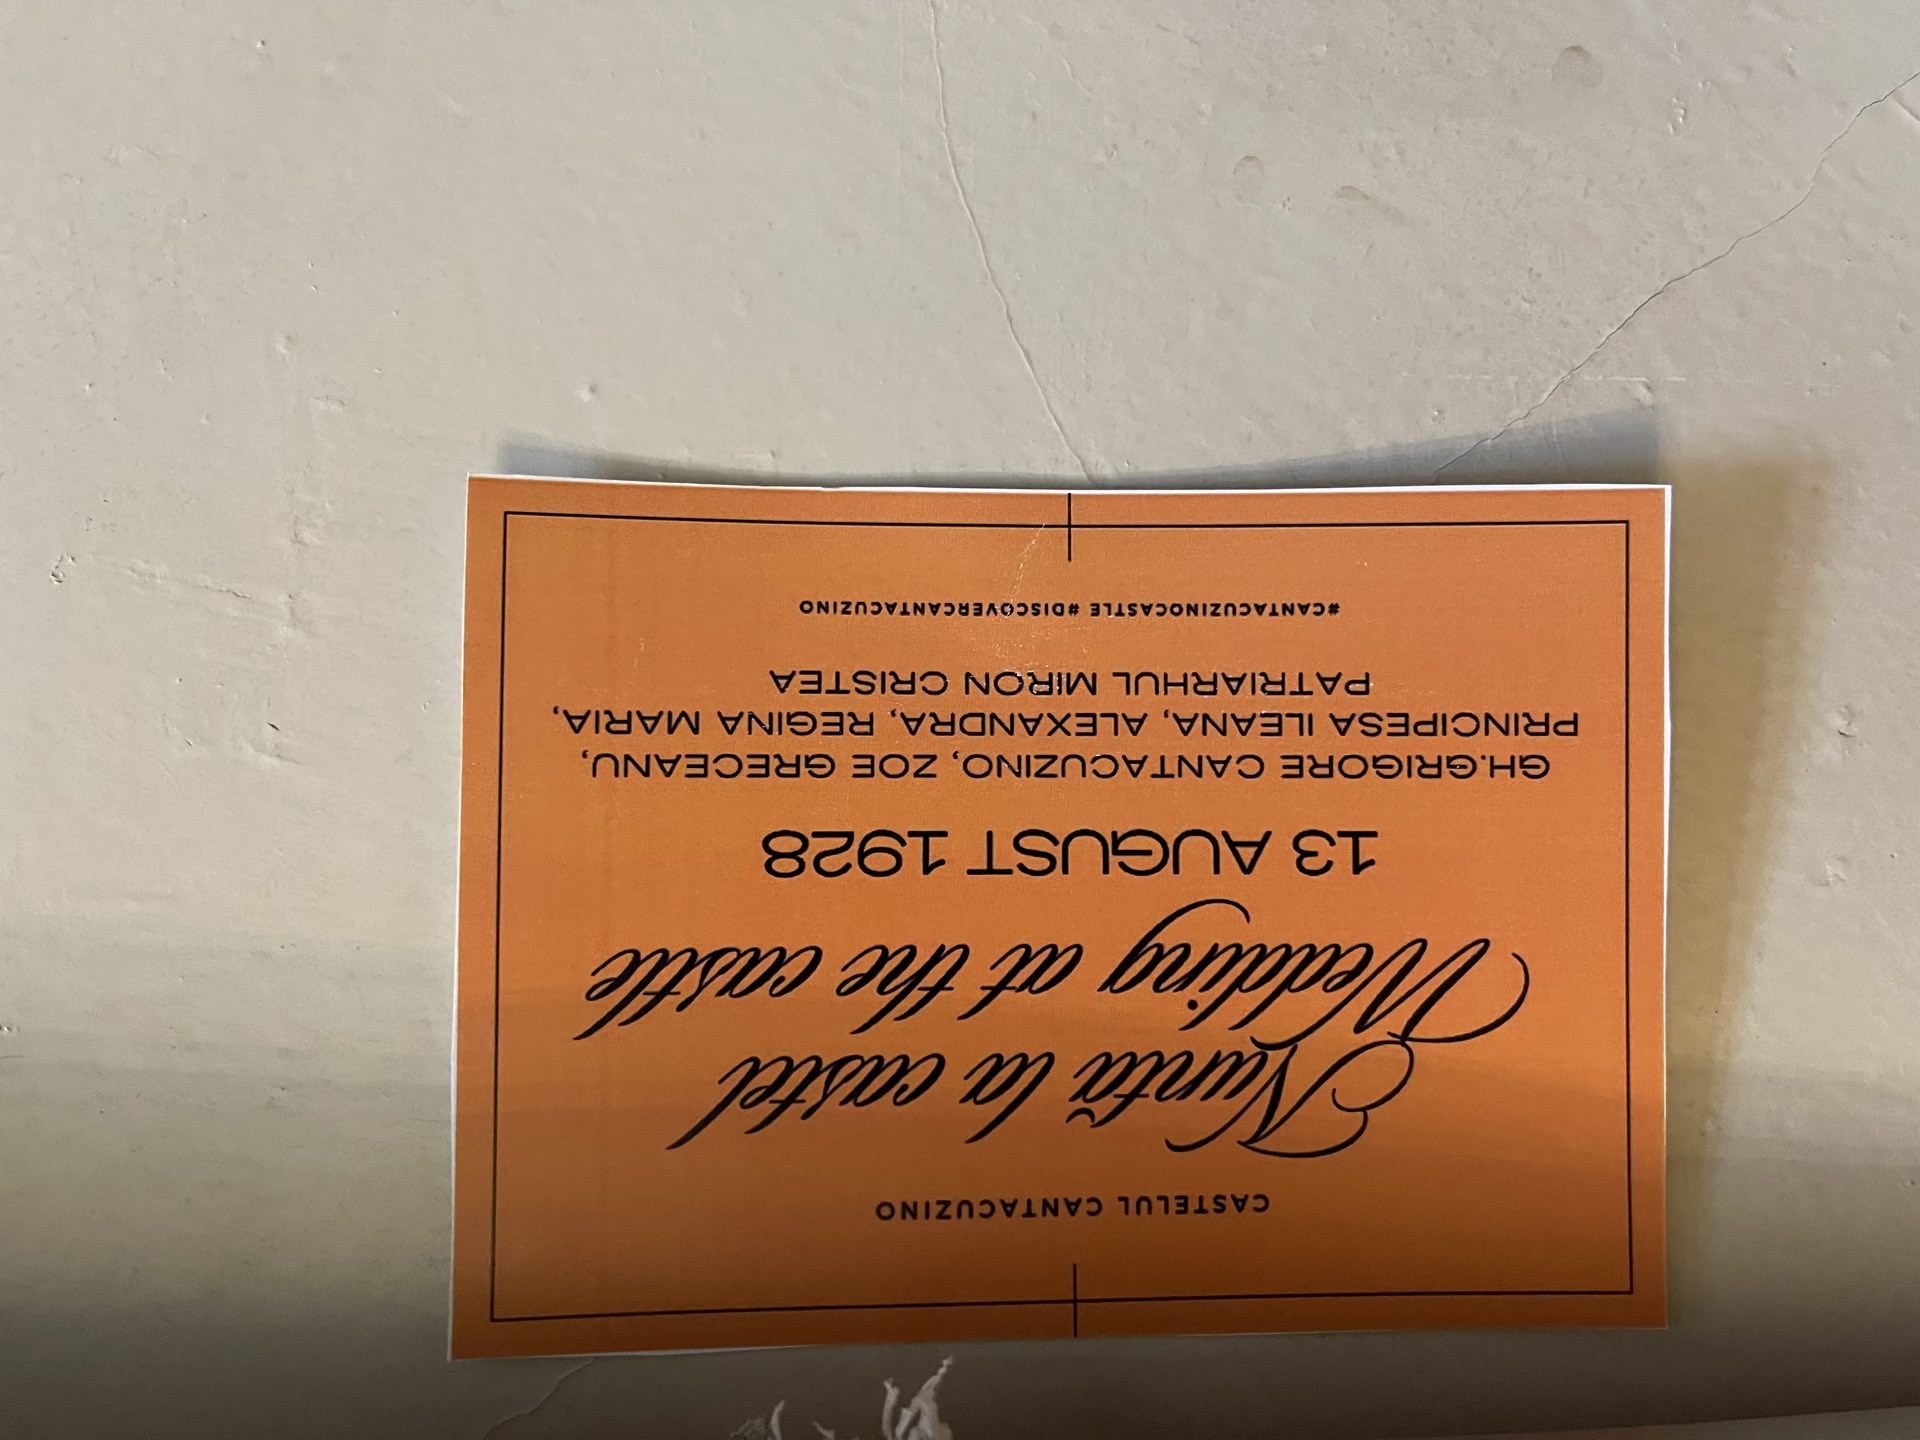 CASTELUL CANTACUZINO
Nuntă la castel
Wedding at the castle
13 AUGUST 1928
GH.GRIGORE CANTACUZINO, ZOE GRECEANU,
PRINCIPESA ILEANA, ALEXANDRA, REGINA MARIA,
PATRIARHUL MIRON CRISTEA
#CANTACUZINOCASTLE #DISCOVERCANTACUZINO